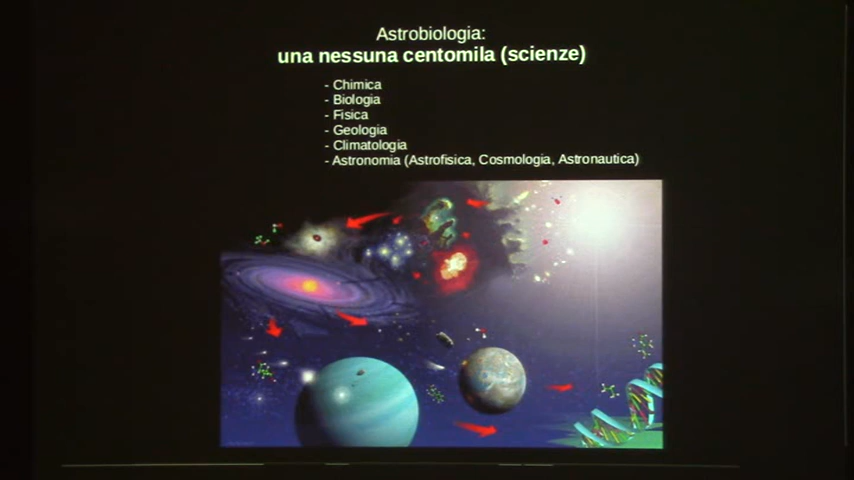 Astrobiologia:
una nessuna centomila (scienze)
- Chimica
- Biologia
- Fisica
- Geologia
- Climatologia
- Astronomia (Astrofisica, Cosmologia, Astronautica)